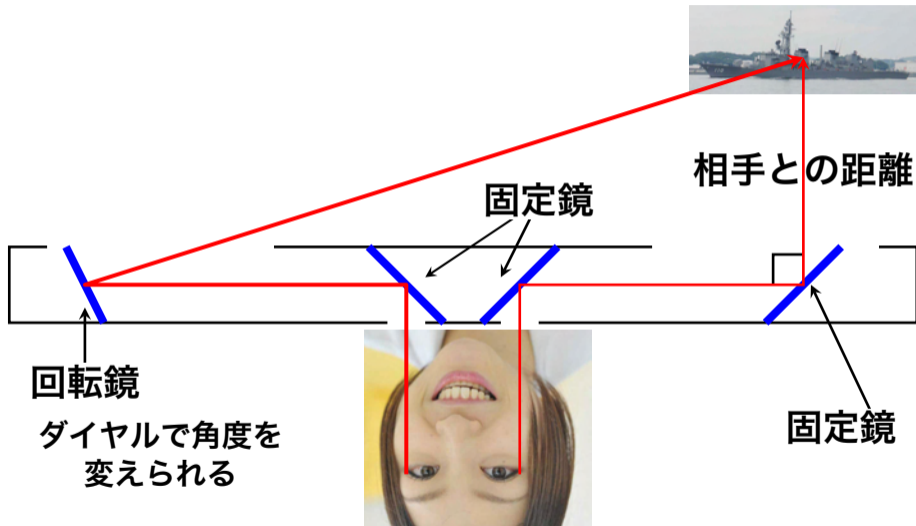 相手との距離
固定鏡
回転鏡
ダイヤルで角度を
変えられる
固定鏡